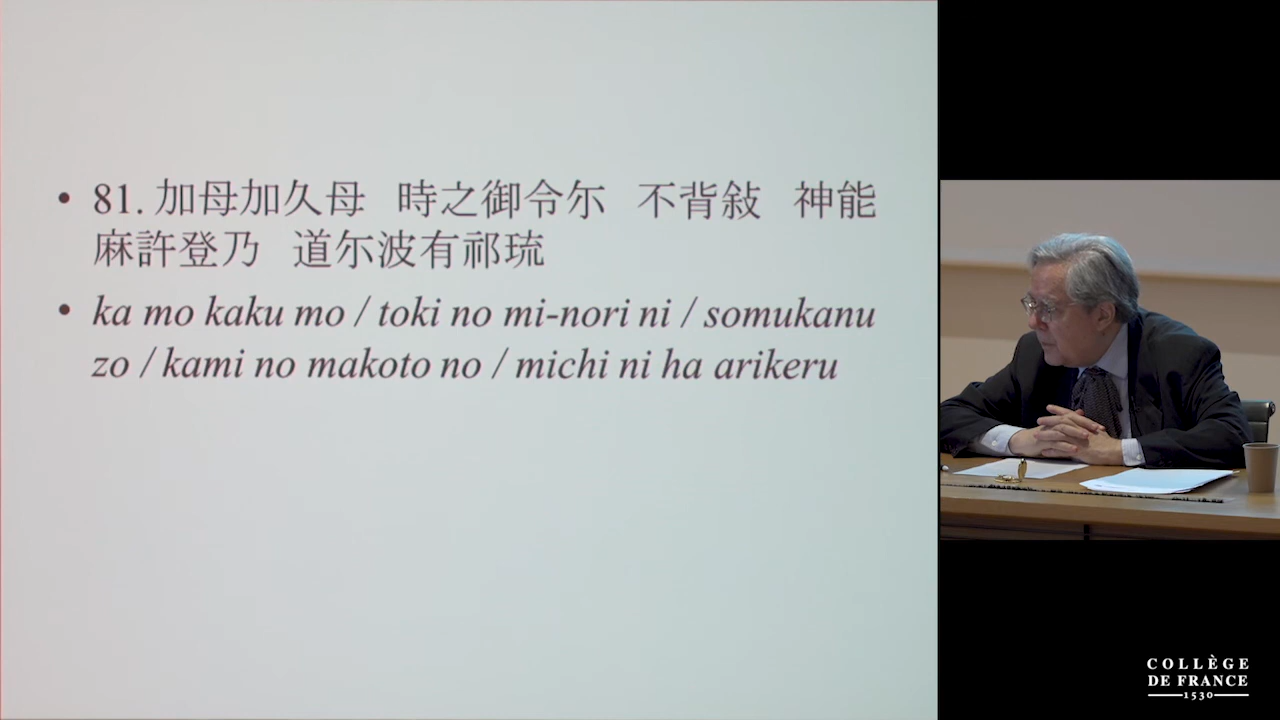 • 81. 加母加久母 時之御令尓 不背敍 神能
麻許登乃 道尓波有祁琉
• ka mo kaku mo / toki no mi-nori ni / somukanu
zo / kami no makoto no / michi ni ha arikeru
COLLÈGE
DE FRANCE
1530